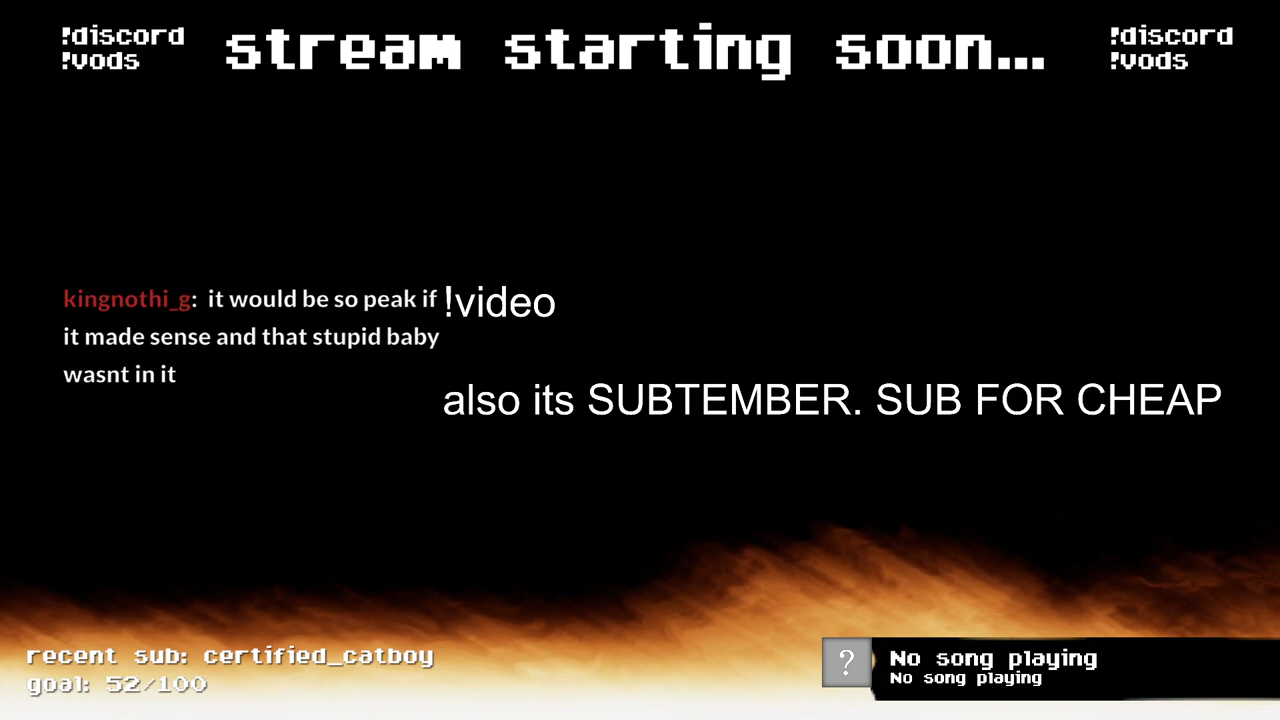 !discord
!vods
stream starting soon...
!discord
!vods
kingnothi_g: it would be so peak if
it made sense and that stupid baby
wasnt in it
!video
also its SUBTEMBER. SUB FOR CHEAP
recent sub: certified_catboy
goal: 52/100
?
No song playing
No song playing